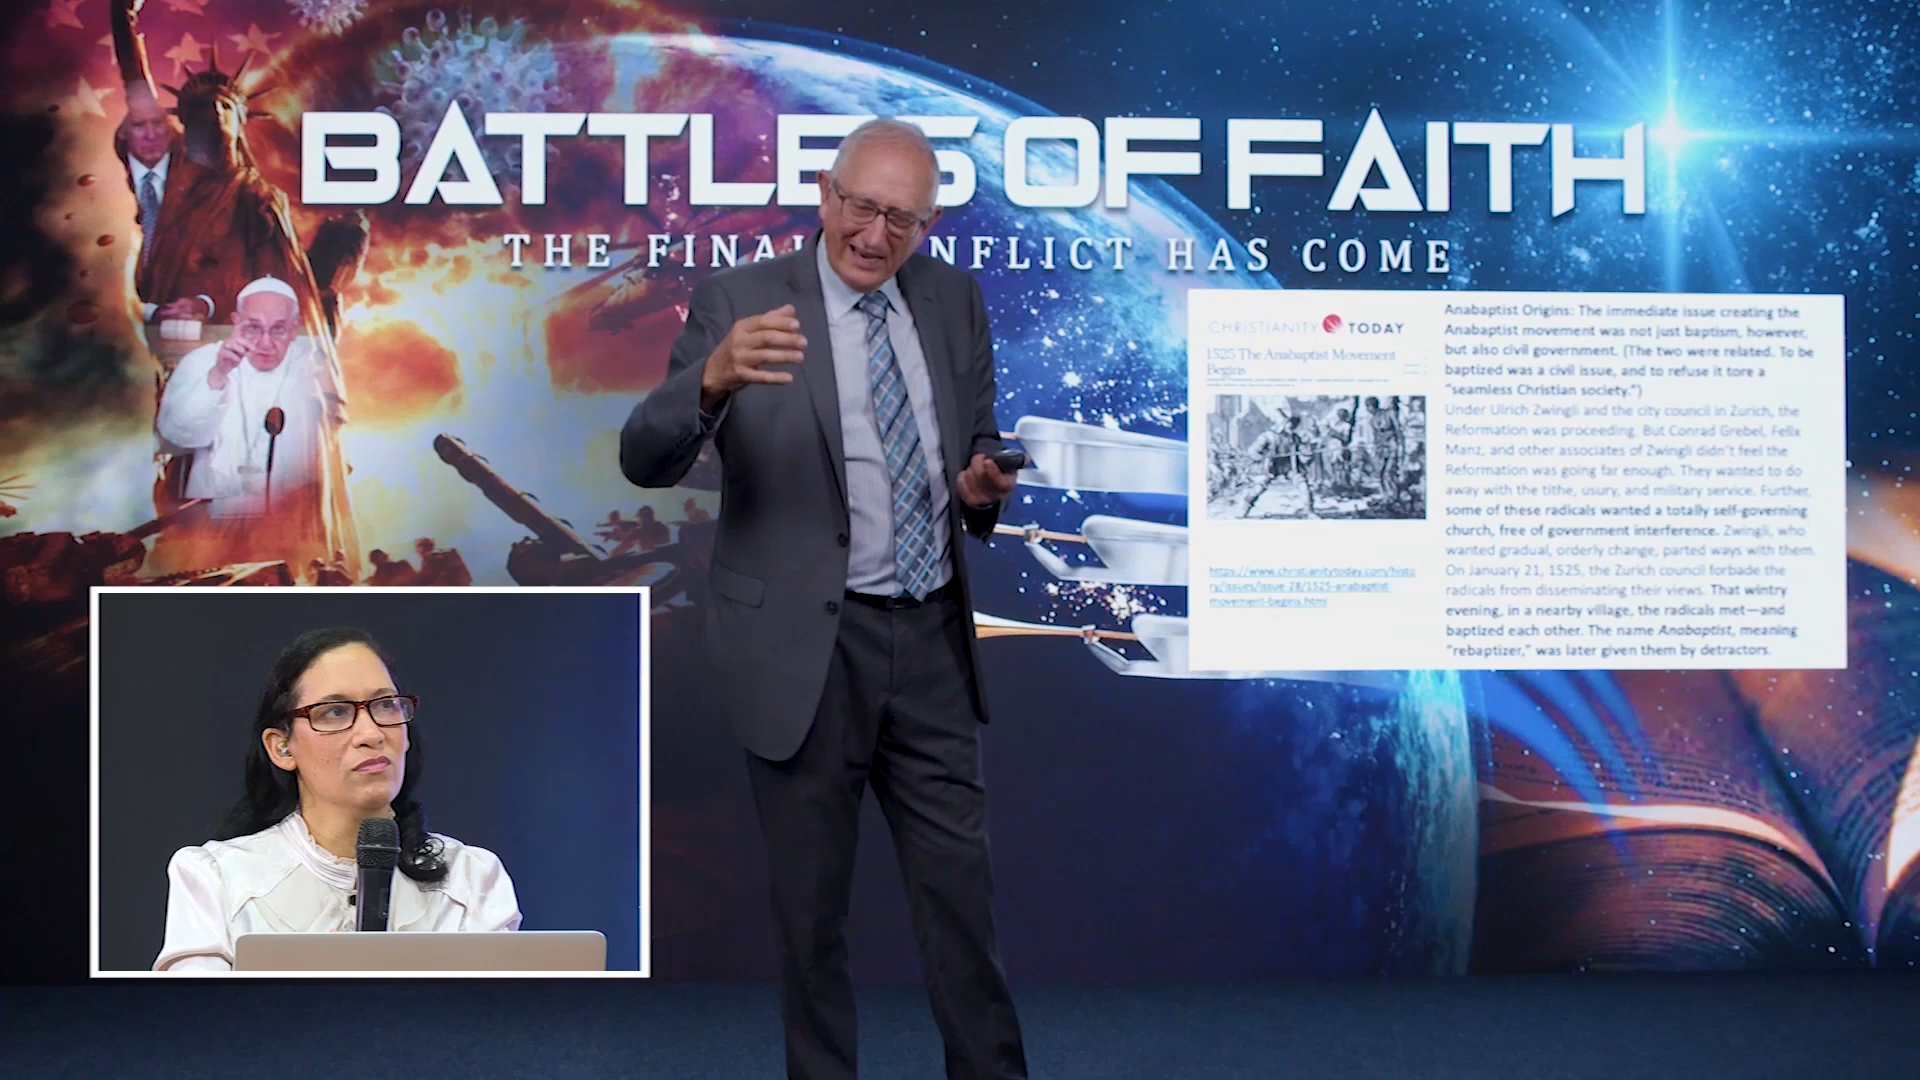 BATTLES OF FAITH
THE FINAL CONFLICT HAS COME
CHRISTIANITY TODAY
1525 The Anabaptist Movement
Begins
https://www.christianitytoday.com/histo
ry/issues/issue-28/1525-anabaptist-
movement-begins.html
Anabaptist Origins: The immediate issue creating the
Anabaptist movement was not just baptism, however,
but also civil government. (The two were related. To be
baptized was a civil issue, and to refuse it tore a
“seamless Christian society.”)
Under Ulrich Zwingli and the city council in Zurich, the
Reformation was proceeding. But Conrad Grebel, Felix
Manz, and other associates of Zwingli didn’t feel the
Reformation was going far enough. They wanted to do
away with the tithe, usury, and military service. Further,
some of these radicals wanted a totally self-governing
church, free of government interference. Zwingli, who
wanted gradual, orderly change, parted ways with them.
On January 21, 1525, the Zurich council forbade the
radicals from disseminating their views. That wintry
evening, in a nearby village, the radicals met—and
baptized each other. The name Anabaptist, meaning
“rebaptizer,” was later given them by detractors.